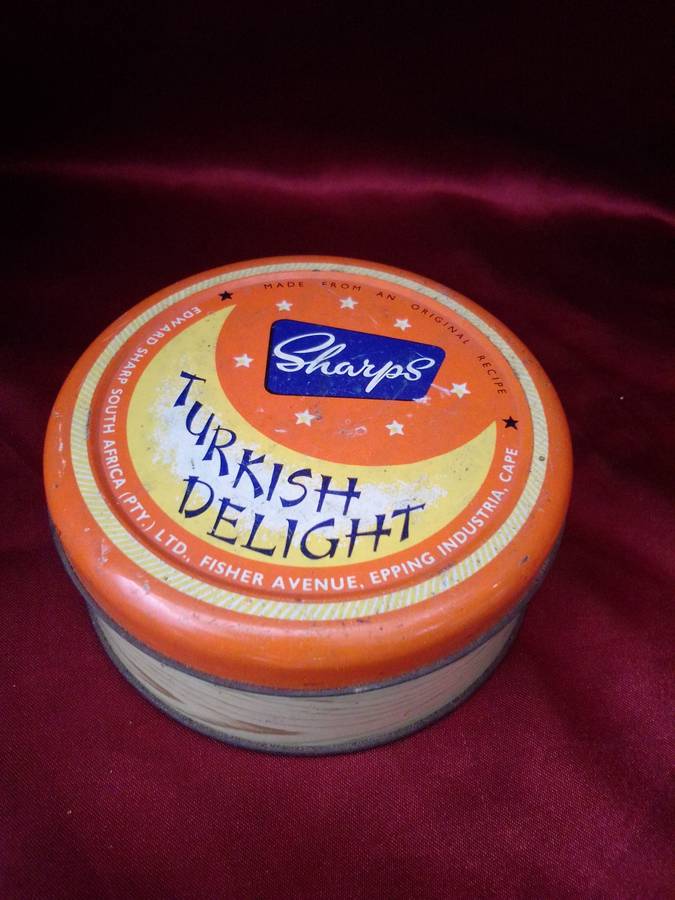 MADE FROM AN ORIGINAL RECIPE
Sharps
TURKISH
DELIGHT
EDWARD SHARP SOUTH AFRICA (PTY.) LTD., FISHER AVENUE, EPPING INDUSTRIA, CAPE